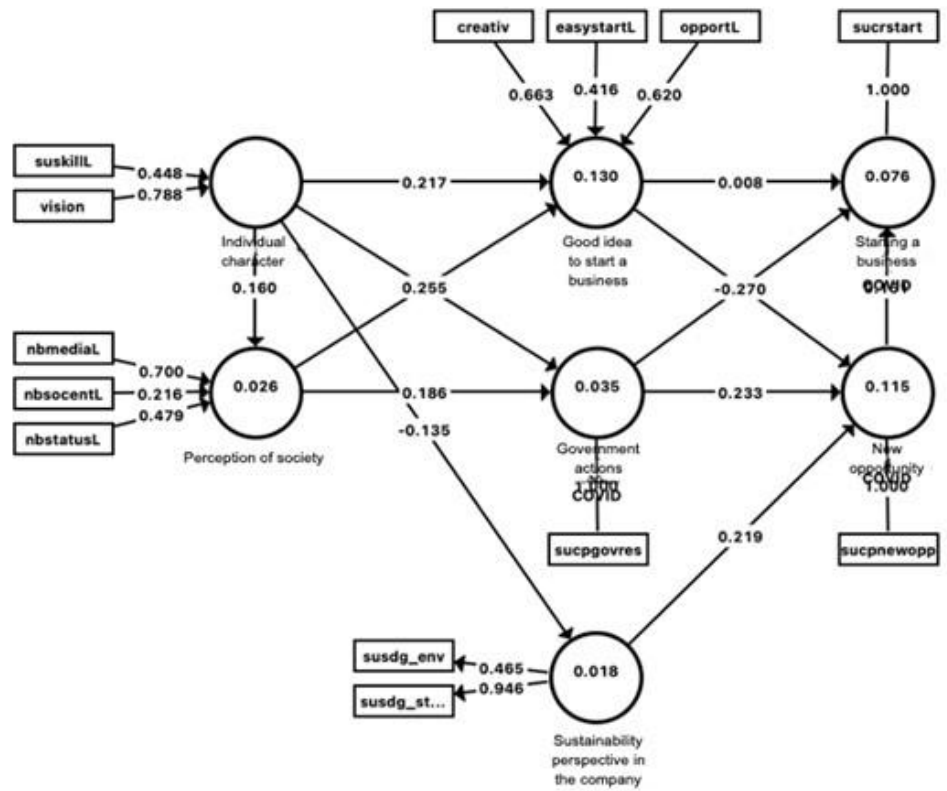 creativ
easystartL
opportL
sucrstart
0.663
0.416
0.620
1.000
suskillL
0.448
vision
0.788
0.217
0.130
0.008
0.076
Individual
character
Good idea
to start a
business
Starting a
business
COVID
0.160
0.255
-0.270
nbmediaL
0.700
nbsocentL
0.216
nbstatusL
0.479
0.026
0.186
0.035
0.233
0.115
-0.135
Perception of society
Government
actions
COVID
1.000
New
opportunity
COVID
1.000
sucpgovres
sucpnewopp
0.219
susdg_env
0.465
susdg_st...
0.946
0.018
Sustainability
perspective in
the company